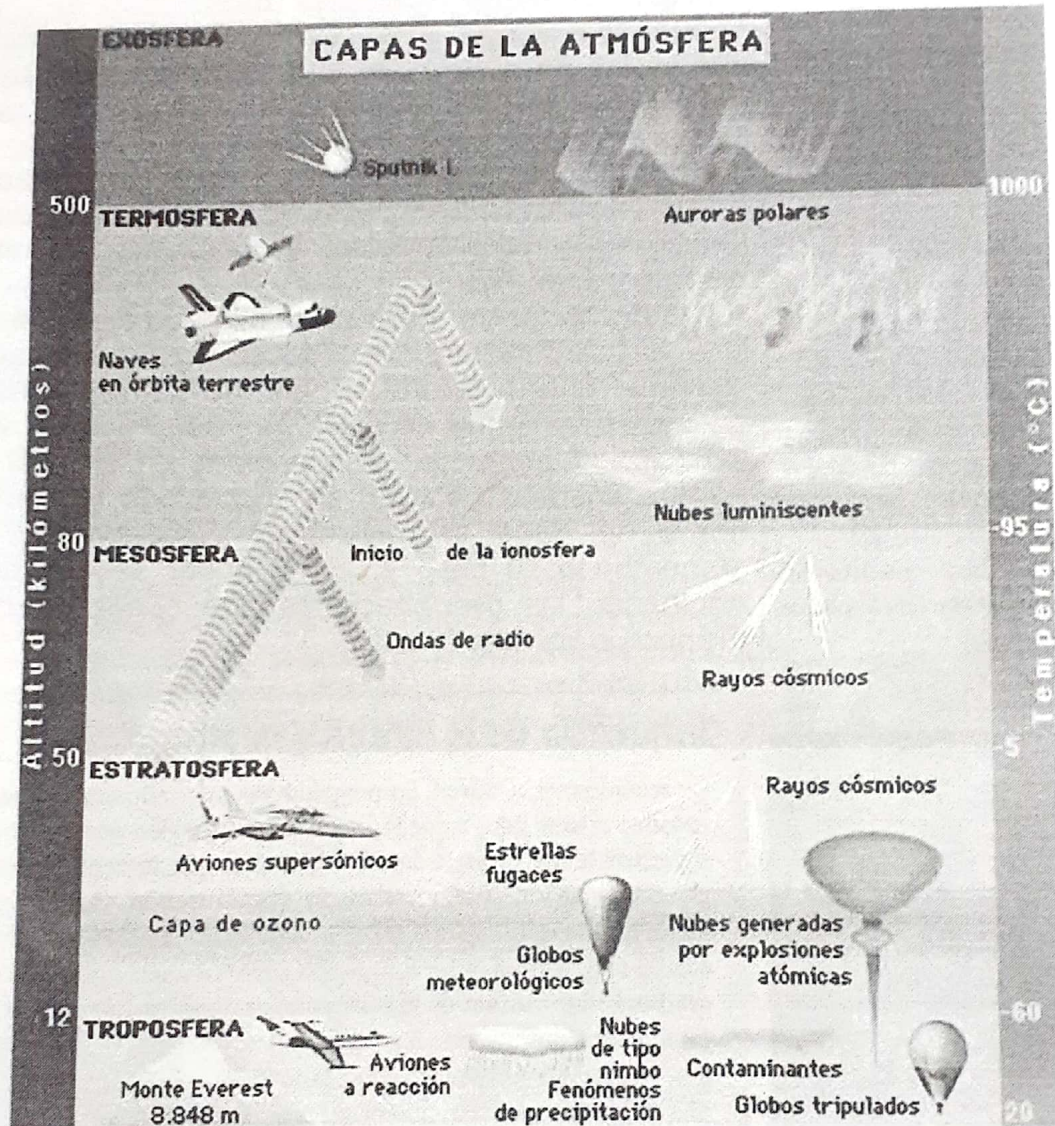 EXOSFERA
CAPAS DE LA ATMÓSFERA
Sputnik I
500
1000
TERMOSFERA
Auroras polares
Naves
en órbita terrestre
Altitud (kilómetros)
Temperatura (°C)
Nubes luminiscentes
80
-95
MESOSFERA
Inicio de la ionosfera
Ondas de radio
Rayos cósmicos
50
-5
ESTRATOSFERA
Rayos cósmicos
Aviones supersónicos
Estrellas
fugaces
Capa de ozono
Nubes generadas
por explosiones
atómicas
Globos
meteorológicos
12
-60
TROPOSFERA
Aviones
a reacción
Nubes
de tipo
nimbo
Fenómenos
de precipitación
Contaminantes
Monte Everest
8.848 m
Globos tripulados
20